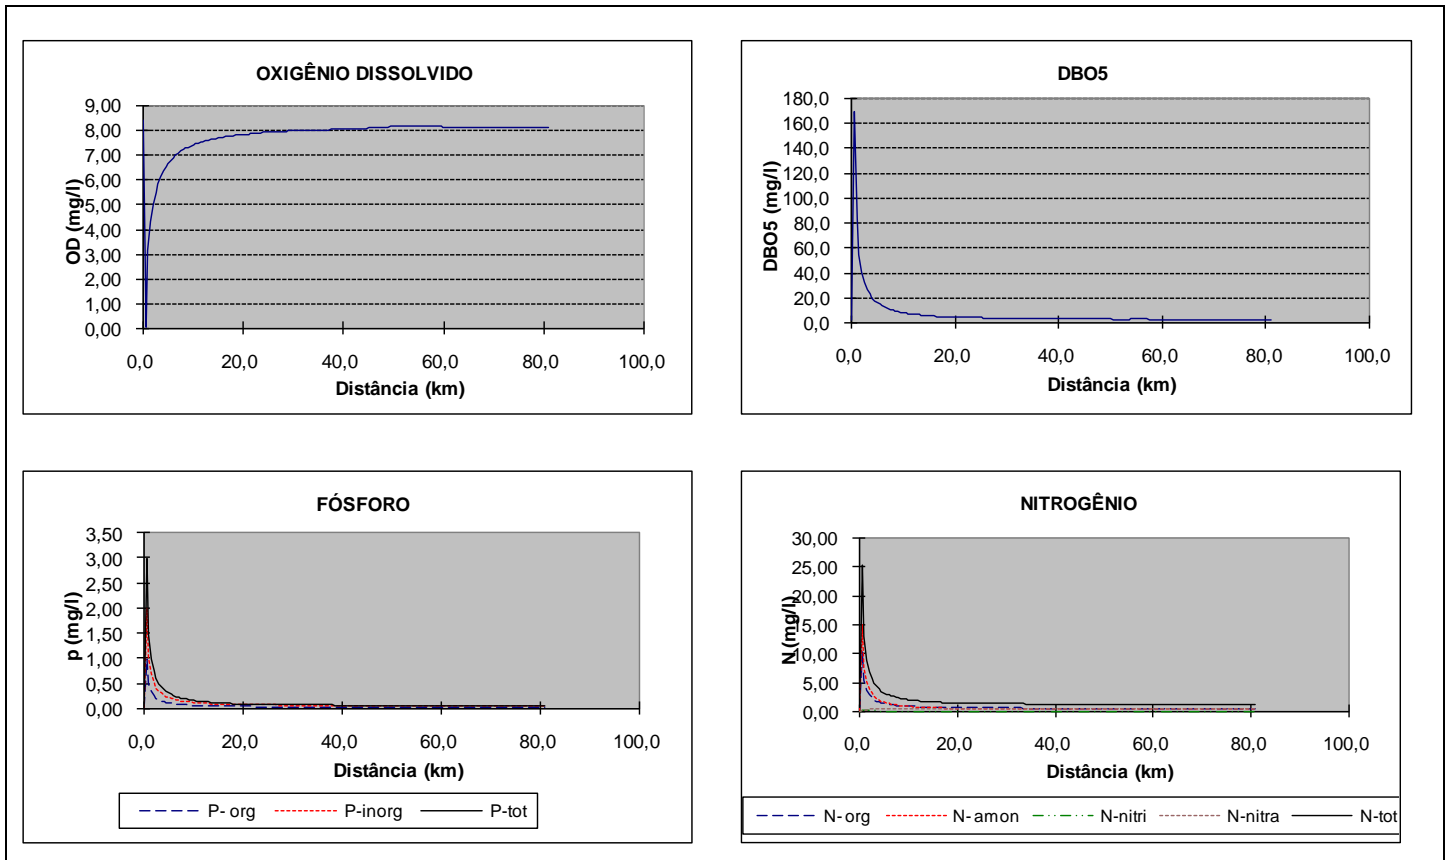 OXIGÊNIO DISSOLVIDO
OD (mg/l)
9,00
8,00
7,00
6,00
5,00
4,00
3,00
2,00
1,00
0,00
0,0 20,0 40,0 60,0 80,0 100,0
Distância (km)
DBO5
DBO5 (mg/l)
180,0
160,0
140,0
120,0
100,0
80,0
60,0
40,0
20,0
0,0
0,0 20,0 40,0 60,0 80,0 100,0
Distância (km)
FÓSFORO
p (mg/l)
3,50
3,00
2,50
2,00
1,50
1,00
0,50
0,00
0,0 20,0 40,0 60,0 80,0 100,0
Distância (km)
P- org P-inorg P-tot
NITROGÊNIO
N (mg/l)
30,00
25,00
20,00
15,00
10,00
5,00
0,00
0,0 20,0 40,0 60,0 80,0 100,0
Distância (km)
N- org N- amon N-nitri N-nitra N-tot